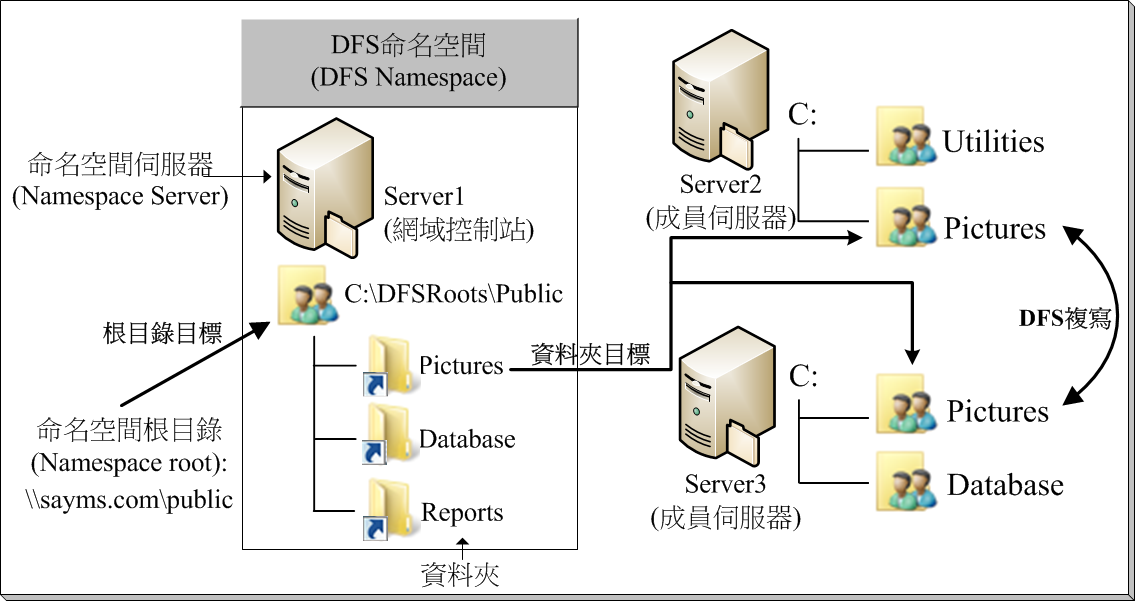 DFS命名空間
(DFS Namespace)
命名空間伺服器
(Namespace Server)
Server1
(網域控制站)
C:\DFSRoots\Public
根目錄目標
Pictures
資料夾目標
Database
Reports
資料夾
命名空間根目錄
(Namespace root):
\\sayms.com\public
Server2
(成員伺服器)
C:
Utilities
Pictures
DFS複寫
Server3
(成員伺服器)
C:
Pictures
Database